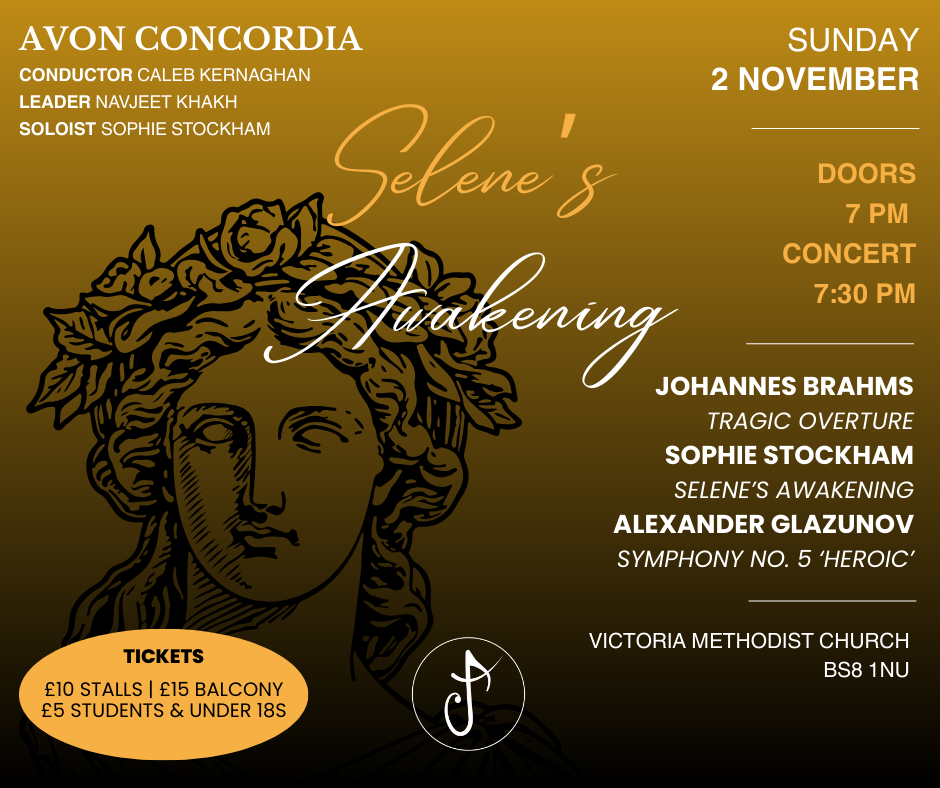 AVON CONCORDIA
CONDUCTOR CALEB KERNAGHAN
LEADER NAVJEET KHAKH
SOLOIST SOPHIE STOCKHAM
Selene's
Awakening
SUNDAY
2 NOVEMBER
DOORS
7 PM
CONCERT
7:30 PM
JOHANNES BRAHMS
TRAGIC OVERTURE
SOPHIE STOCKHAM
SELENE’S AWAKENING
ALEXANDER GLAZUNOV
SYMPHONY NO. 5 ‘HEROIC’
VICTORIA METHODIST CHURCH
BS8 1NU
TICKETS
£10 STALLS | £15 BALCONY
£5 STUDENTS & UNDER 18S